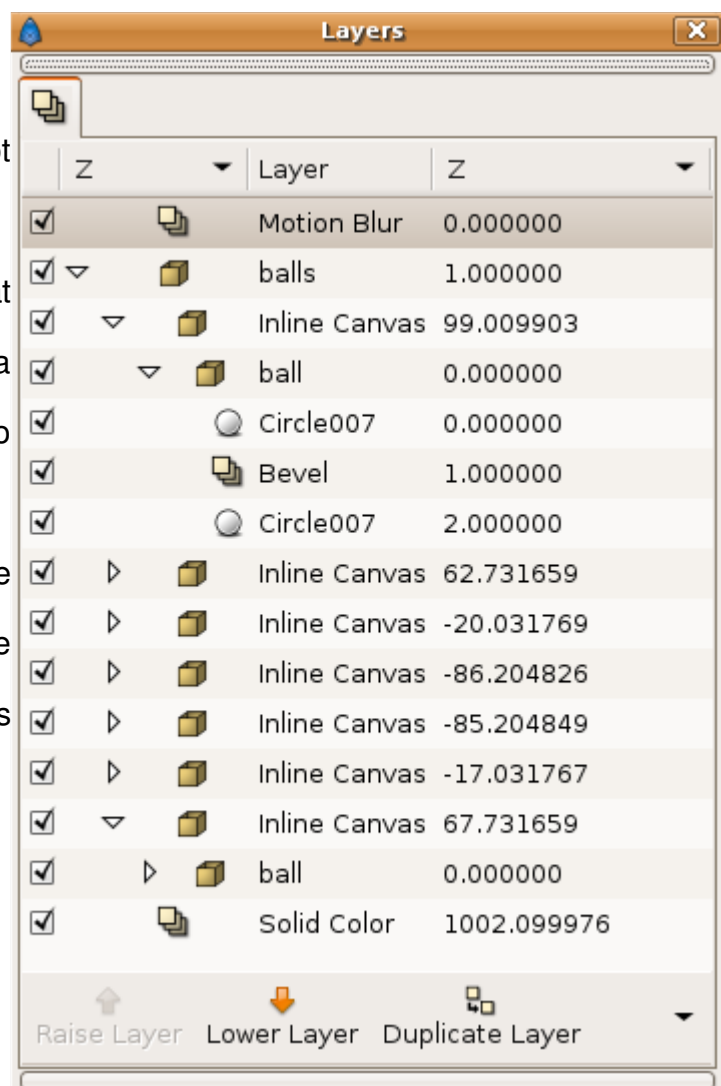 Layers
Z Layer Z
Motion Blur 0.000000
balls 1.000000
Inline Canvas 99.009903
ball 0.000000
Circle007 0.000000
Bevel 1.000000
Circle007 2.000000
Inline Canvas 62.731659
Inline Canvas -20.031769
Inline Canvas -86.204826
Inline Canvas -85.204849
Inline Canvas -17.031767
Inline Canvas 67.731659
ball 0.000000
Solid Color 1002.099976
Raise Layer Lower Layer Duplicate Layer